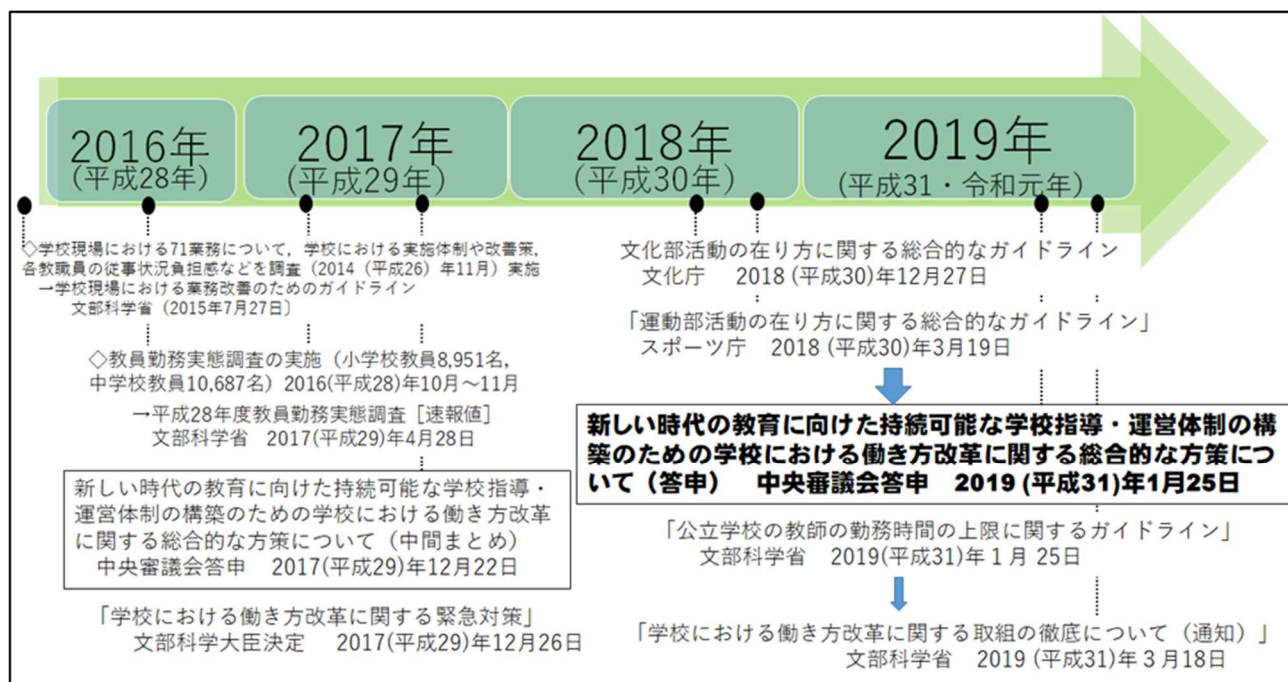 2016年
(平成28年)
2017年
(平成29年)
2018年
(平成30年)
2019年
(平成31・令和元年)
◇学校現場における71業務について，学校における実施体制や改善策，
各教職員の従事状況負担感などを調査（2014（平成26）年11月）実施
→学校現場における業務改善のためのガイドライン
文部科学省（2015年7月27日］
◇教員勤務実態調査の実施（小学校教員8,951名，
中学校教員10,687名）2016(平成28)年10月～11月
→平成28年度教員勤務実態調査［速報値］
文部科学省　2017(平成29)年4月28日
新しい時代の教育に向けた持続可能な学校指導・
運営体制の構築のための学校における働き方改革
に関する総合的な方策について（中間まとめ）
中央審議会答申　2017(平成29)年12月22日
「学校における働き方改革に関する緊急対策」
文部科学大臣決定　2017(平成29)年12月26日
文化部活動の在り方に関する総合的なガイドライン
文化庁　2018 (平成30)年12月27日
「運動部活動の在り方に関する総合的なガイドライン」
スポーツ庁　2018 (平成30)年3月19日
新しい時代の教育に向けた持続可能な学校指導・運営体制の構
築のための学校における働き方改革に関する総合的な方策につ
いて（答申）　中央審議会答申　2019 (平成31)年1月25日
「公立学校の教師の勤務時間の上限に関するガイドライン」
文部科学省　2019(平成31)年１月 25日
「学校における働き方改革に関する取組の徹底について（通知）」
文部科学省　2019 (平成31)年３月18日